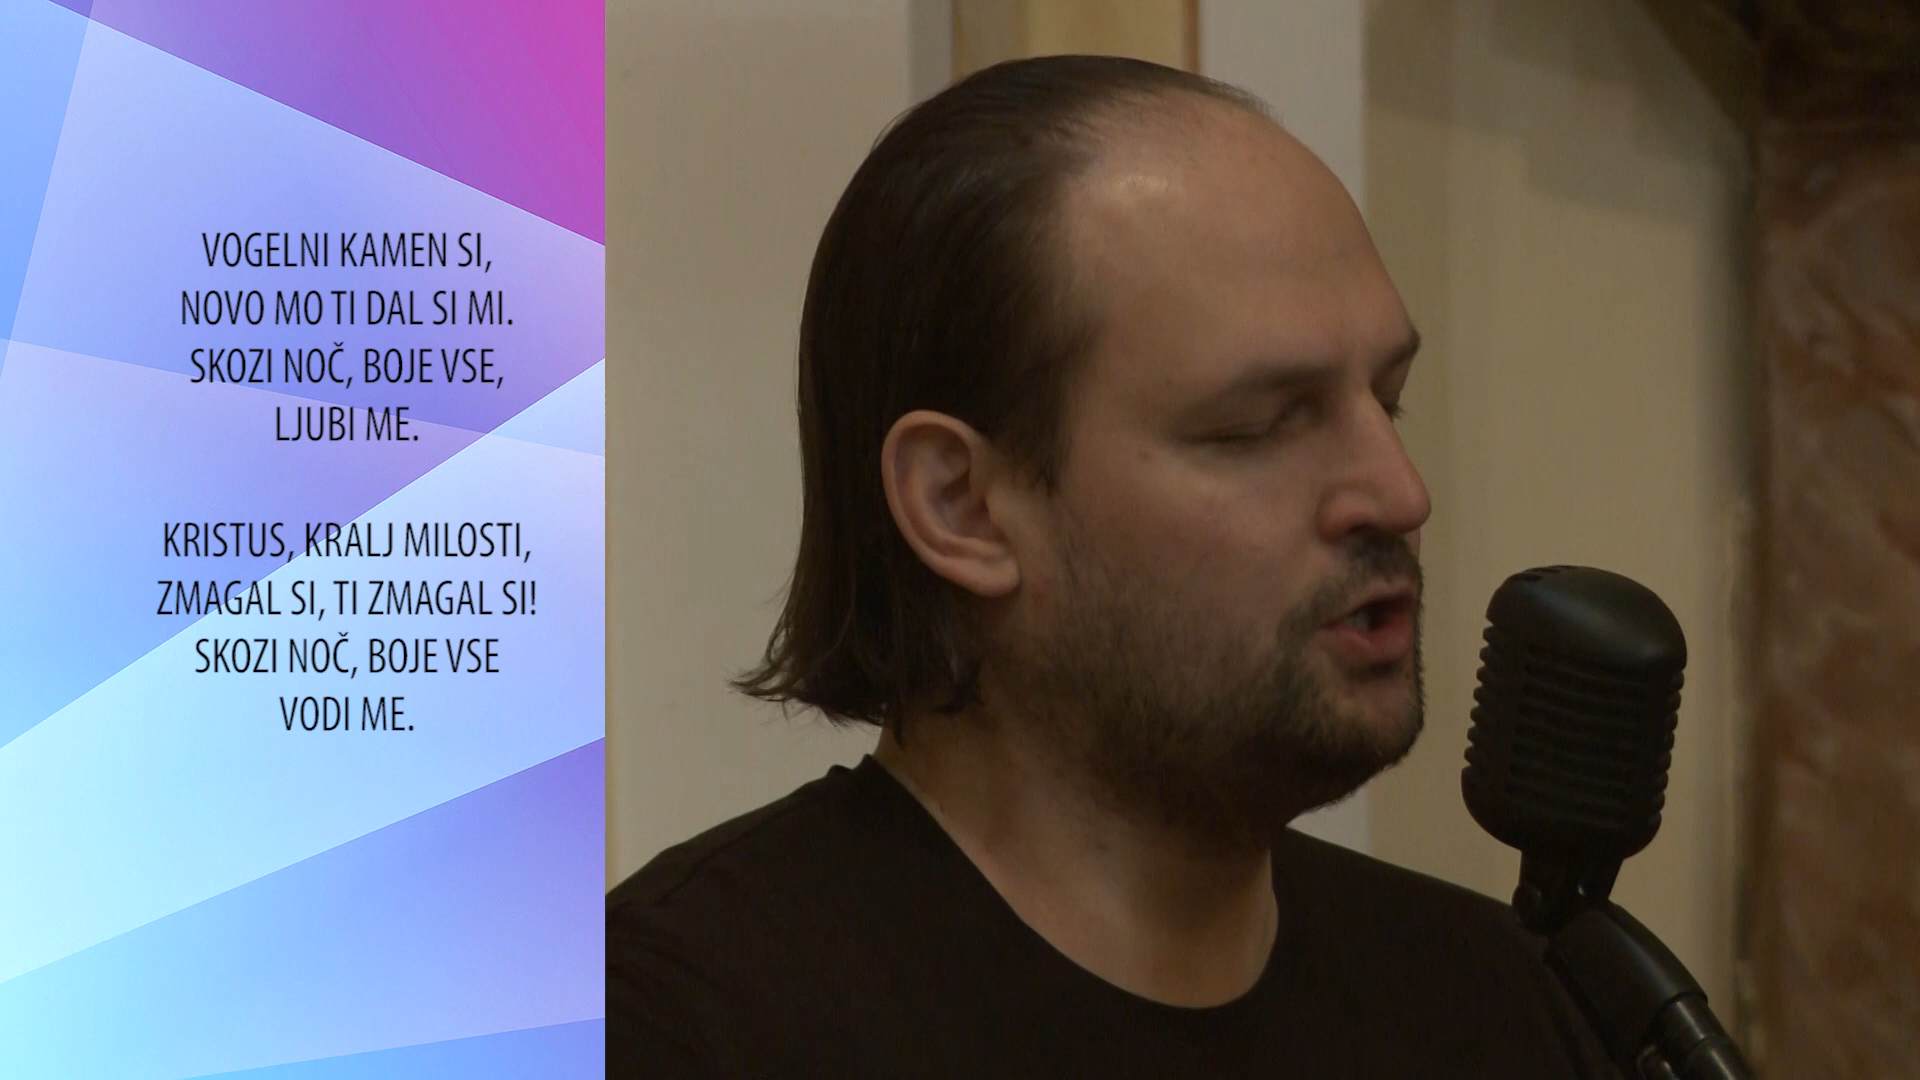 VOGELNI KAMEN SI,
NOVO MO TI DAL SI MI.
SKOZI NOČ, BOJE VSE,
LJUBI ME.
KRISTUS, KRALJ MILOSTI,
ZMAGAL SI, TI ZMAGAL SI!
SKOZI NOČ, BOJE VSE
VODI ME.